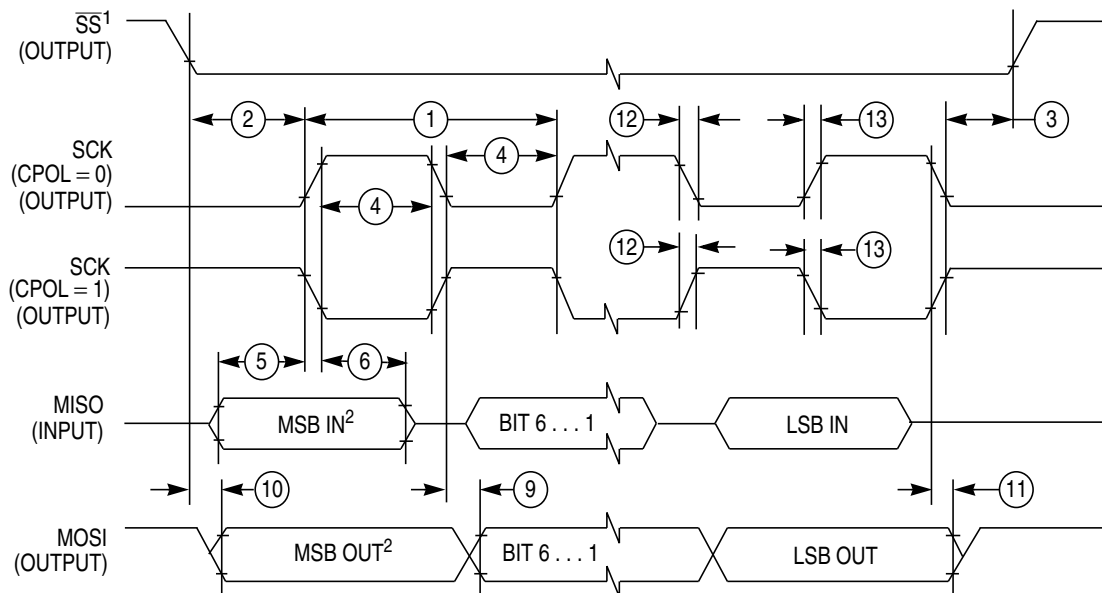 SS¹
(OUTPUT)
2
1
12
13
3
SCK
(CPOL = 0)
(OUTPUT)
4
4
SCK
(CPOL = 1)
(OUTPUT)
12
13
5
6
MISO
(INPUT)
MSB IN²
BIT 6 . . . 1
LSB IN
10
9
11
MOSI
(OUTPUT)
MSB OUT²
BIT 6 . . . 1
LSB OUT